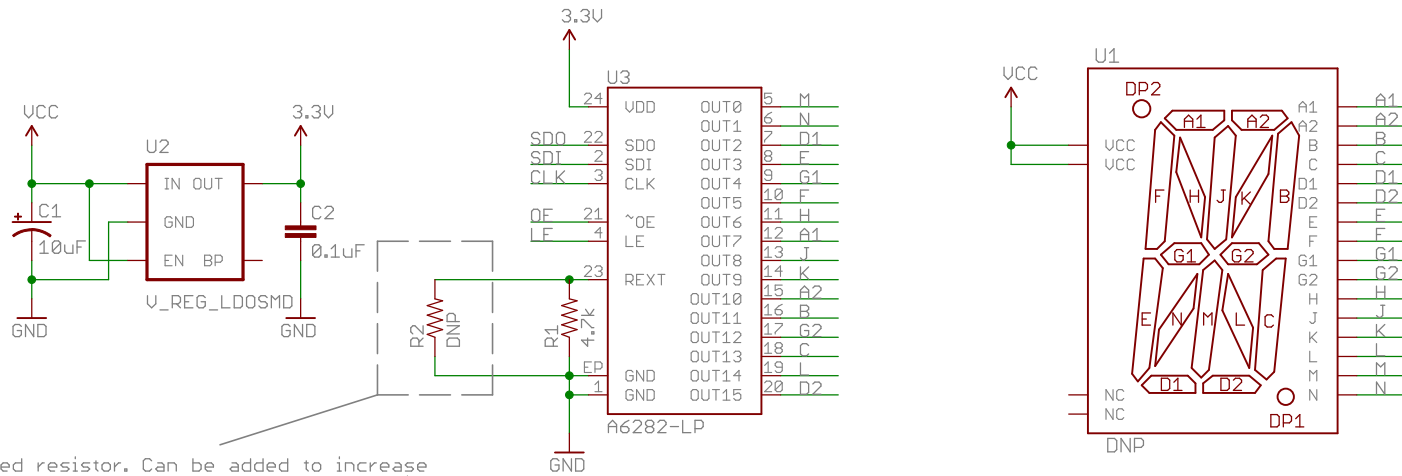 VCC
U2
3.3V
IN OUT
GND
EN BP
V_REG_LDOSMD
C1
10uF
C2
0.1uF
GND
GND
3.3V
U3
24 VDD OUT0 5 M
OUT1 6 N
SDO 22 SDO OUT2 7 D1
SDI 2 SDI OUT3 8 E
CLK 3 CLK OUT4 9 G1
OUT5 10 F
OE 21 ~OE OUT6 11 H
LE 4 LE OUT7 12 A1
OUT8 13 J
23 REXT OUT9 14 K
OUT10 15 A2
OUT11 16 B
OUT12 17 G2
OUT13 18 C
EP GND OUT14 19 L
1 GND OUT15 20 D2
A6282-LP
R2
DNP
R1
4.7k
GND
ed resistor. Can be added to increase
VCC
U1
DP2
VCC
VCC
NC
NC
A1 A2
F H J K B
G1 G2
E N M L C
D1 D2
DP1
A1 A1
A2 A2
B B
C C
D1 D1
D2 D2
E E
F F
G1 G1
G2 G2
H H
J J
K K
L L
M M
N N
DNP